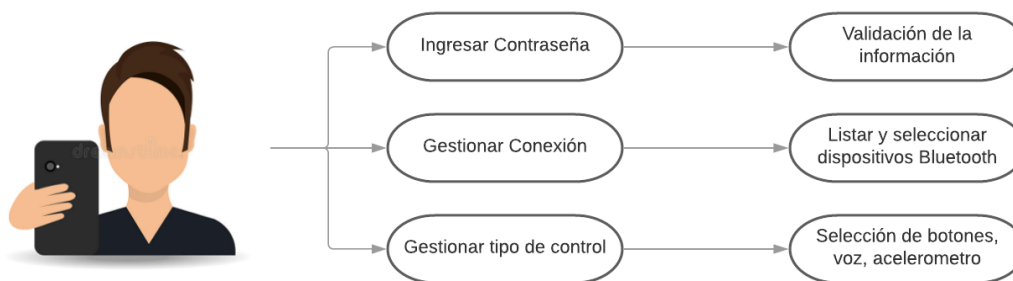 Ingresar Contraseña
Validación de la
información
Gestionar Conexión
Listar y seleccionar
dispositivos Bluetooth
Gestionar tipo de control
Selección de botones,
voz, acelerometro